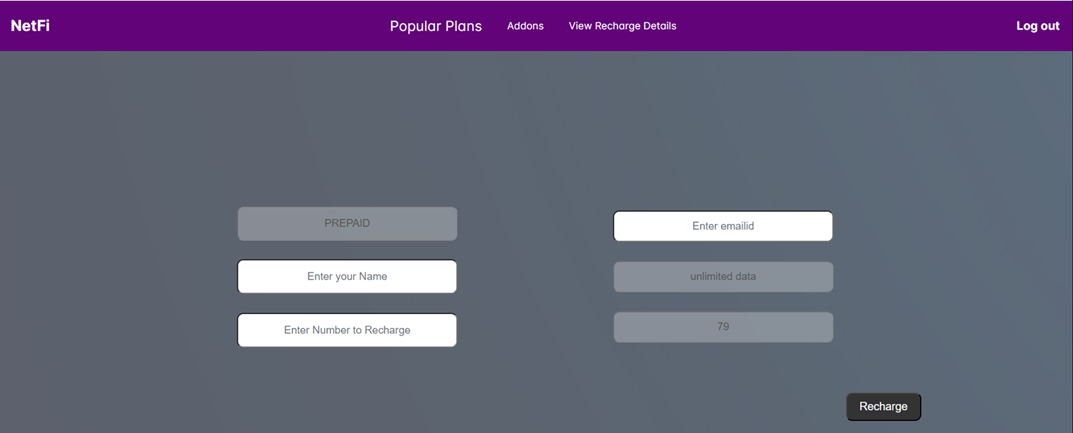 NetFi
Popular Plans
Addons
View Recharge Details
Log out
PREPAID
Enter your Name
Enter Number to Recharge
Enter emailid
unlimited data
79
Recharge